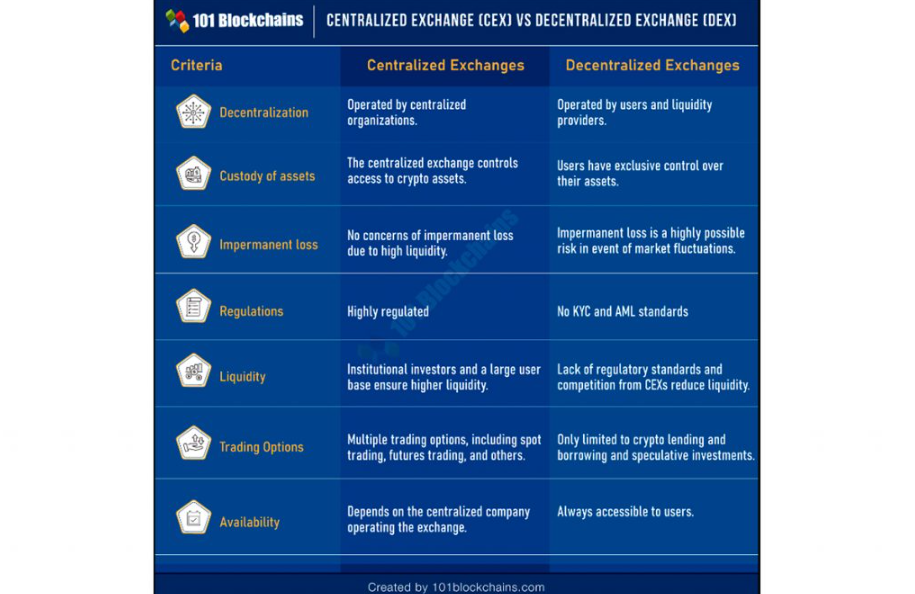 101 Blockchains
CENTRALIZED EXCHANGE (CEX) VS DECENTRALIZED EXCHANGE (DEX)
Criteria
Centralized Exchanges
Decentralized Exchanges
Decentralization
Operated by centralized
organizations.
Operated by users and liquidity
providers.
Custody of assets
The centralized exchange controls
access to crypto assets.
Users have exclusive control over
their assets.
Impermanent loss
No concerns of impermanent loss
due to high liquidity.
Impermanent loss is a highly possible
risk in event of market fluctuations.
Regulations
Highly regulated
No KYC and AML standards
Liquidity
Institutional investors and a large user
base ensure higher liquidity.
Lack of regulatory standards and
competition from CEXs reduce liquidity.
Trading Options
Multiple trading options, including spot
trading, futures trading, and others.
Only limited to crypto lending and
borrowing and speculative investments.
Availability
Depends on the centralized company
operating the exchange.
Always accessible to users.
101 Blockchains
Created by 101blockchains.com